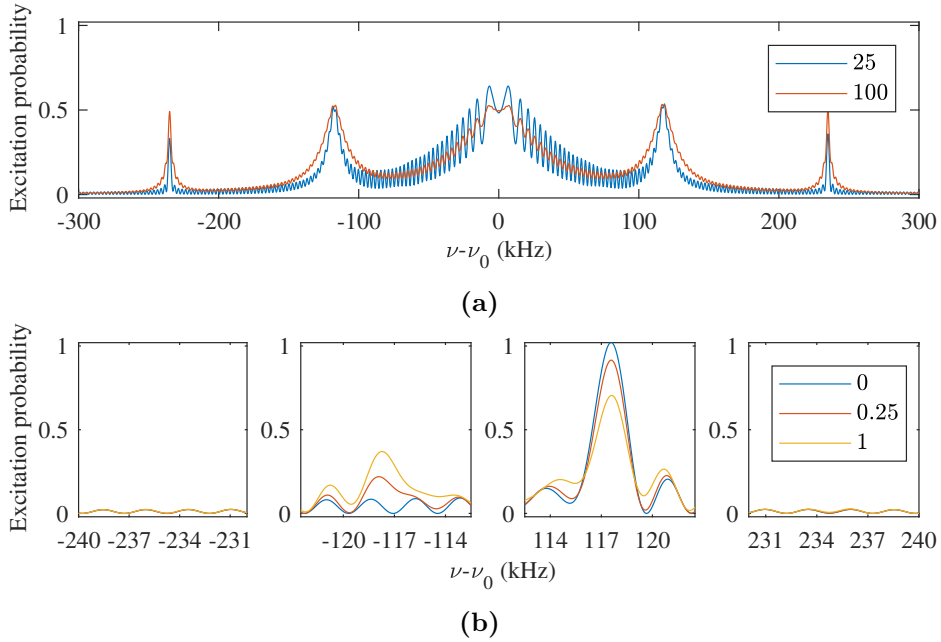 Excitation probability
1
0.5
0
25
100
-300 -200 -100 0 100 200 300
ν-ν0 (kHz)
(a)
Excitation probability
1 1 1 1
0.5 0.5 0.5 0.5
0 0 0 0
0
0.25
1
-240 -237 -234 -231 -120 -117 -114 114 117 120 231 234 237 240
ν-ν0 (kHz)
(b)